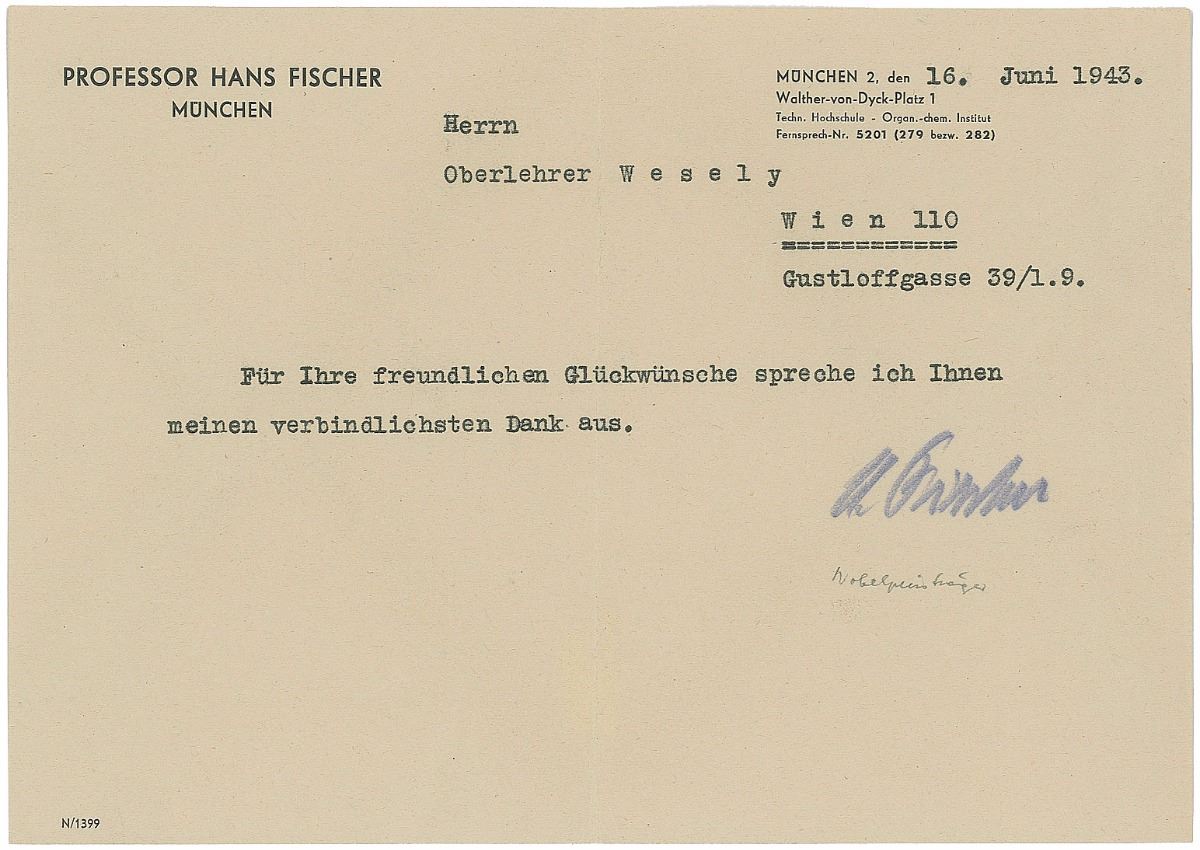 PROFESSOR HANS FISCHER
MÜNCHEN
MÜNCHEN 2, den 16. Juni 1943.
Walther-von-Dyck-Platz 1
Techn. Hochschule - Organ.-chem. Institut
Fernsprech-Nr. 5201 (279 bezw. 282)
Herrn
Oberlehrer W e s e l y
W i e n 110
============
Gustloffgasse 39/1.9.
Für Ihre freundlichen Glückwünsche spreche ich Ihnen
meinen verbindlichsten Dank aus.
H Fischer
Nobelpreisträger
N/1399